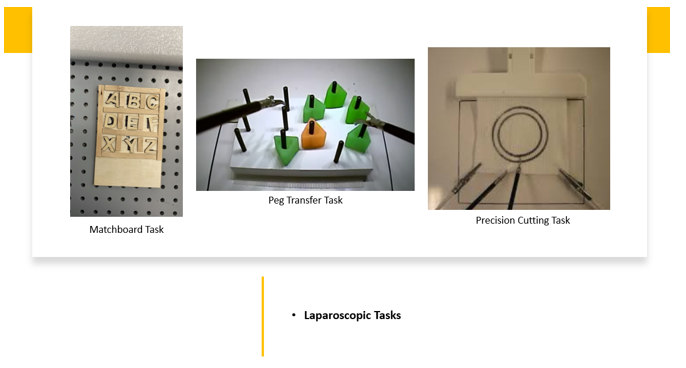 A B C
D E F
X Y Z
Matchboard Task
Peg Transfer Task
Precision Cutting Task
• Laparoscopic Tasks